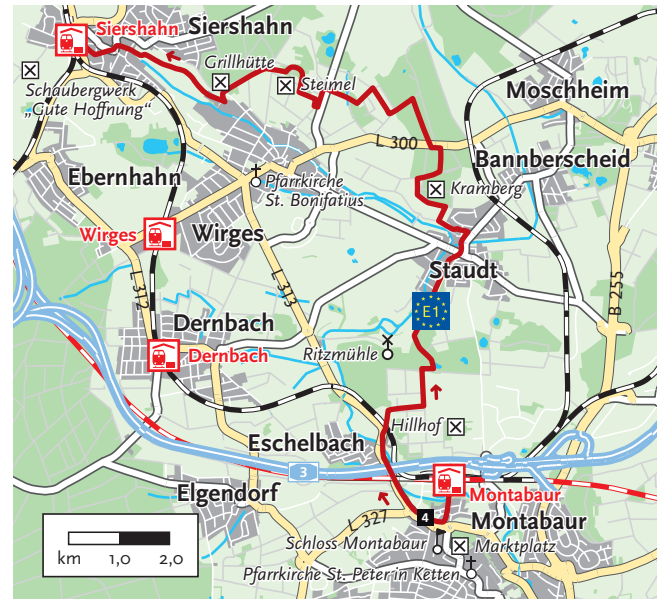 Siershahn
Siershahn
Grillhütte
Steimel
Schaubergwerk
„Gute Hoffnung“
Moschheim
L 300
Bannberscheid
Ebernhahn
Pfarrkirche
St. Bonifatius
Kramberg
Wirges
Wirges
Staudt
L 312
L 313
B 255
E1
Dernbach
Dernbach
Ritzmühle
Hillhof
Eschelbach
3
Elgendorf
Montabaur
L 327
4
Montabaur
Schloss Montabaur
Marktplatz
Pfarrkirche St. Peter in Ketten
km 1,0 2,0